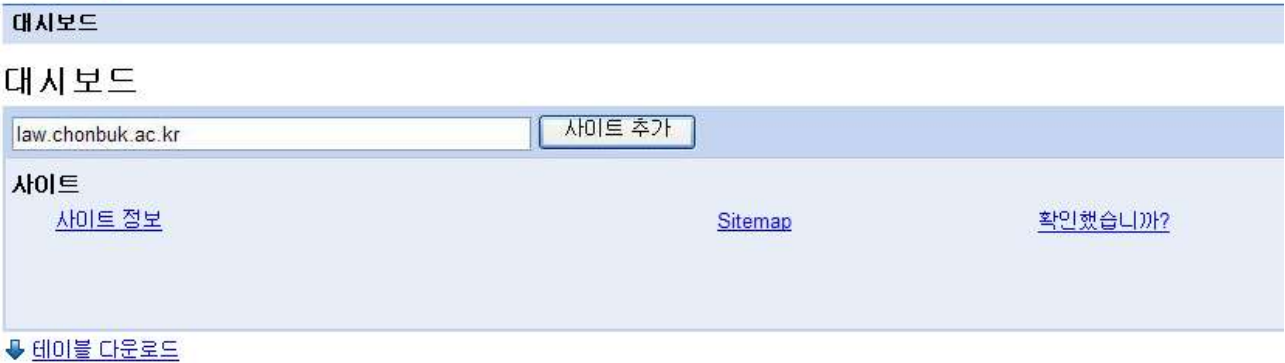 대시보드
대시보드
law.chonbuk.ac.kr 사이트 추가
사이트
사이트 정보 Sitemap 확인했습니까?
테이블 다운로드